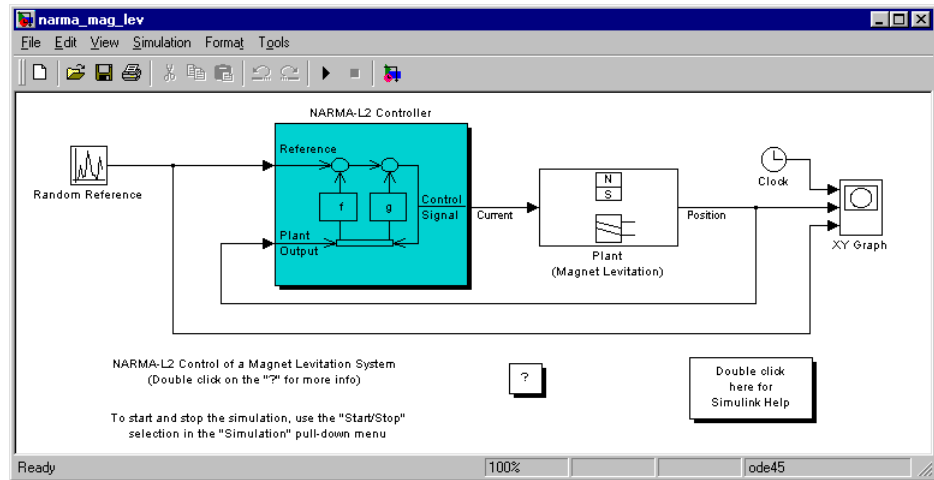 narma_mag_lev
File Edit View Simulation Format Tools
NARMA-L2 Controller
Reference
Random Reference
f
g
Control
Signal
Plant
Output
Current
N
S
Position
Plant
(Magnet Levitation)
Clock
XY Graph
NARMA-L2 Control of a Magnet Levitation System
(Double click on the "?" for more info)
?
Double click
here for
Simulink Help
To start and stop the simulation, use the "Start/Stop"
selection in the "Simulation" pull-down menu
Ready 100% ode45